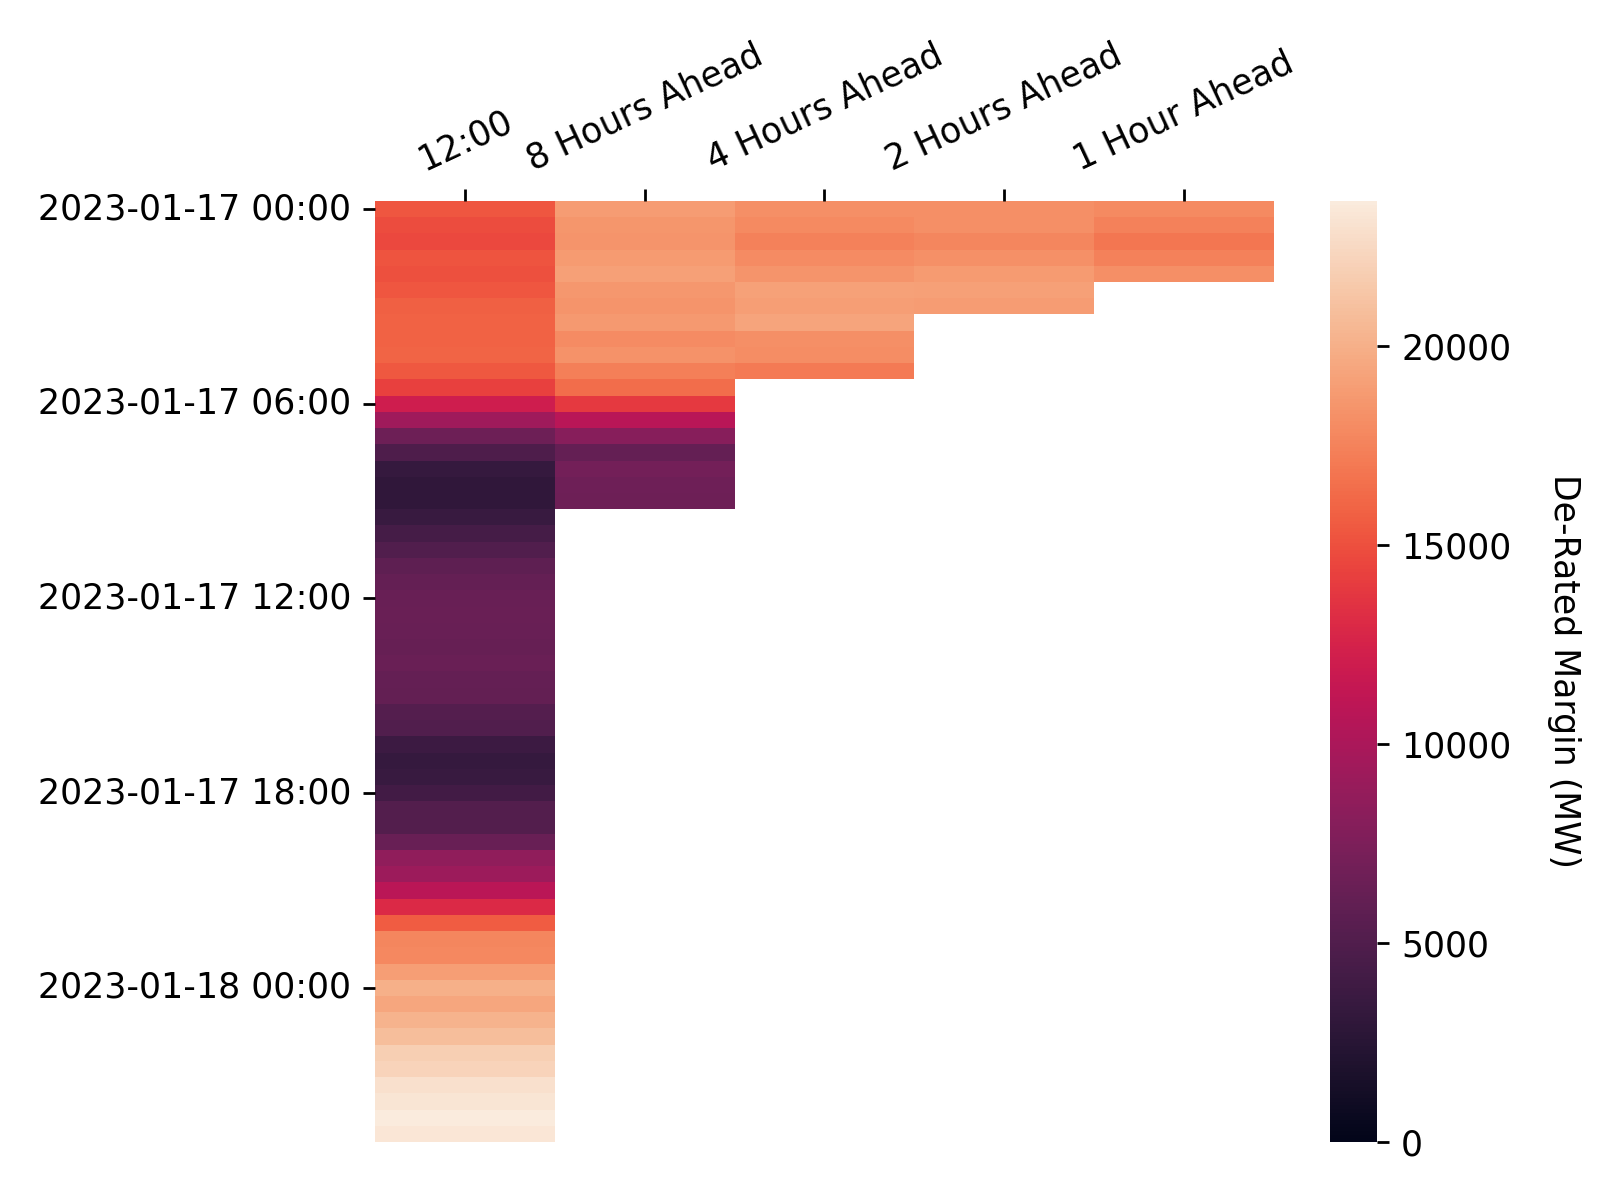 12:00
8 Hours Ahead
4 Hours Ahead
2 Hours Ahead
1 Hour Ahead
2023-01-17 00:00
2023-01-17 06:00
2023-01-17 12:00
2023-01-17 18:00
2023-01-18 00:00
20000
15000
10000
5000
0
De-Rated Margin (MW)